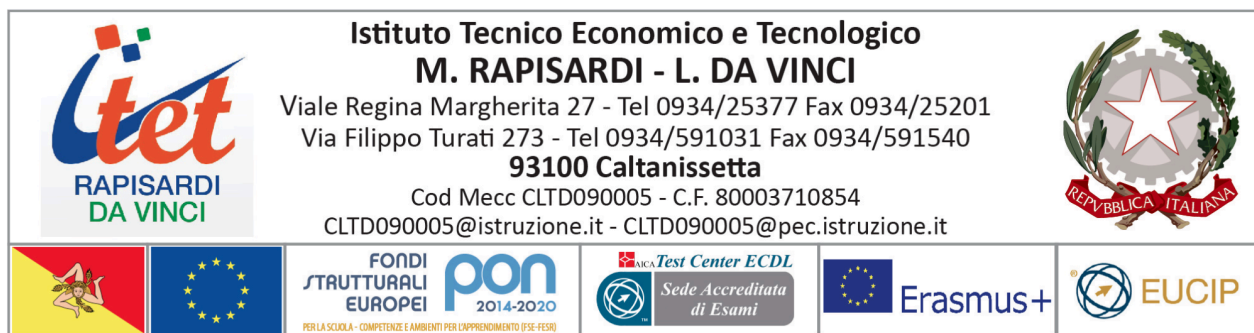 Istituto Tecnico Economico e Tecnologico
M. RAPISARDI - L. DA VINCI
Viale Regina Margherita 27 - Tel 0934/25377 Fax 0934/25201
Via Filippo Turati 273 - Tel 0934/591031 Fax 0934/591540
93100 Caltanissetta
Cod Mecc CLTD090005 - C.F. 80003710854
CLTD090005@istruzione.it - CLTD090005@pec.istruzione.it
itet
RAPISARDI
DA VINCI
REPVBBLICA ITALIANA
FONDI
STRUTTURALI
EUROPEI
pon
2014-2020
PER LA SCUOLA - COMPETENZE E AMBIENTI PER L'APPRENDIMENTO (FSE-FESR)
AICA Test Center ECDL
Sede Accreditata
di Esami
Erasmus+
® EUCIP